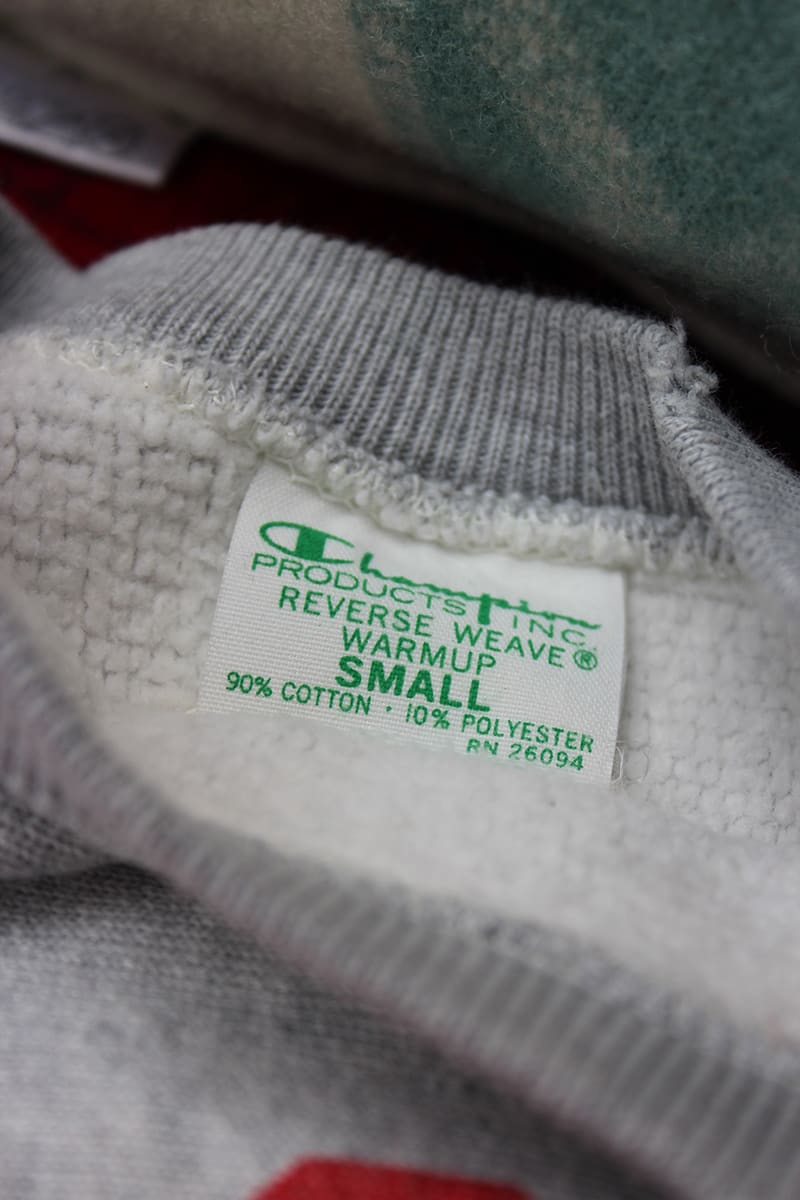 Champion
PRODUCTS INC.
REVERSE WEAVE®
WARMUP
SMALL
90% COTTON · 10% POLYESTER
RN 26094